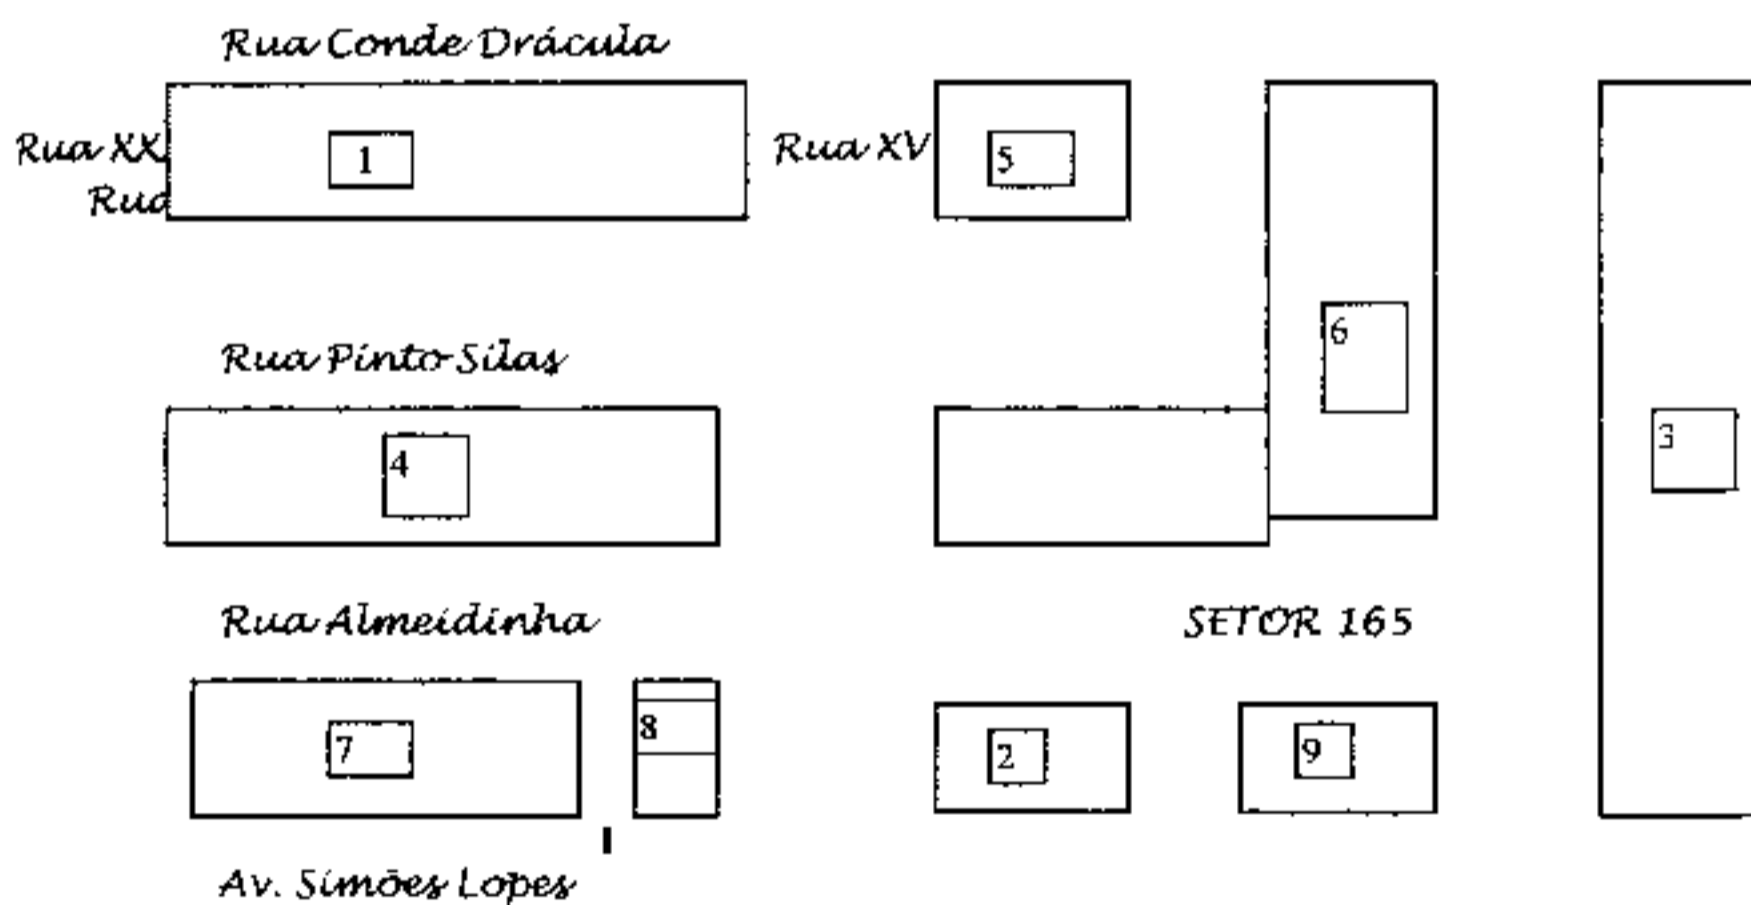 Rua Conde Drácula
Rua XX
Rua
1
Rua XV
5
6
Rua Pinto Silas
4
3
Rua Almeidinha
SETOR 165
7
8
2
9
Av. Simões Lopes